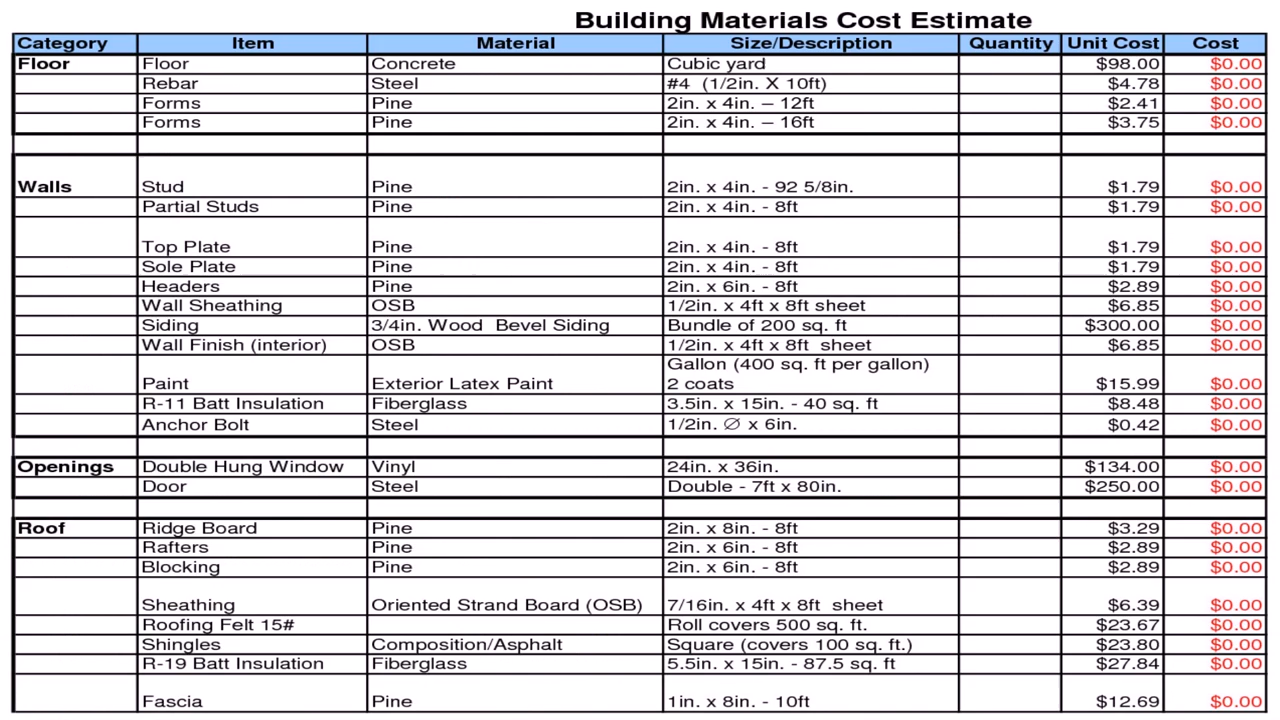 Building Materials Cost Estimate
Category Item Material Size/Description Quantity Unit Cost Cost
Floor Floor Concrete Cubic yard $98.00 $0.00
Rebar Steel #4 (1/2in. X 10ft) $4.78 $0.00
Forms Pine 2in. x 4in. – 12ft $2.41 $0.00
Forms Pine 2in. x 4in. – 16ft $3.75 $0.00
Walls Stud Pine 2in. x 4in. - 92 5/8in. $1.79 $0.00
Partial Studs Pine 2in. x 4in. - 8ft $1.79 $0.00
Top Plate Pine 2in. x 4in. - 8ft $1.79 $0.00
Sole Plate Pine 2in. x 4in. - 8ft $1.79 $0.00
Headers Pine 2in. x 6in. - 8ft $2.89 $0.00
Wall Sheathing OSB 1/2in. x 4ft x 8ft sheet $6.85 $0.00
Siding 3/4in. Wood Bevel Siding Bundle of 200 sq. ft $300.00 $0.00
Wall Finish (interior) OSB 1/2in. x 4ft x 8ft sheet $6.85 $0.00
Gallon (400 sq. ft per gallon)
Paint Exterior Latex Paint 2 coats $15.99 $0.00
R-11 Batt Insulation Fiberglass 3.5in. x 15in. - 40 sq. ft $8.48 $0.00
Anchor Bolt Steel 1/2in. ∅ x 6in. $0.42 $0.00
Openings Double Hung Window Vinyl 24in. x 36in. $134.00 $0.00
Door Steel Double - 7ft x 80in. $250.00 $0.00
Roof Ridge Board Pine 2in. x 8in. - 8ft $3.29 $0.00
Rafters Pine 2in. x 6in. - 8ft $2.89 $0.00
Blocking Pine 2in. x 6in. - 8ft $2.89 $0.00
Sheathing Oriented Strand Board (OSB) 7/16in. x 4ft x 8ft sheet $6.39 $0.00
Roofing Felt 15# Roll covers 500 sq. ft. $23.67 $0.00
Shingles Composition/Asphalt Square (covers 100 sq. ft.) $23.80 $0.00
R-19 Batt Insulation Fiberglass 5.5in. x 15in. - 87.5 sq. ft $27.84 $0.00
Fascia Pine 1in. x 8in. - 10ft $12.69 $0.00